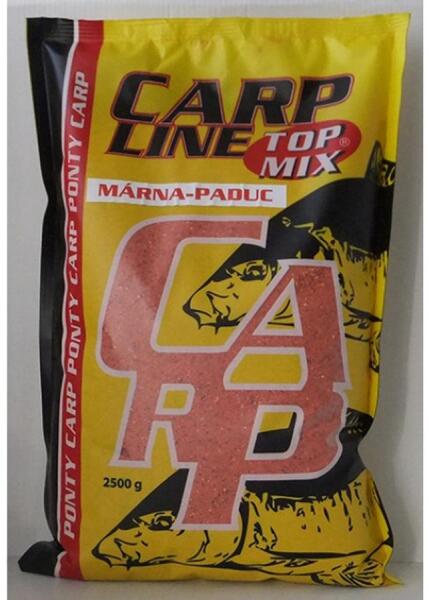 CARP
LINE
TOP
MIX®
MÁRNA-PADUC
CARP
2500 g
PONTY CARP PONTY CARP PONTY CARP